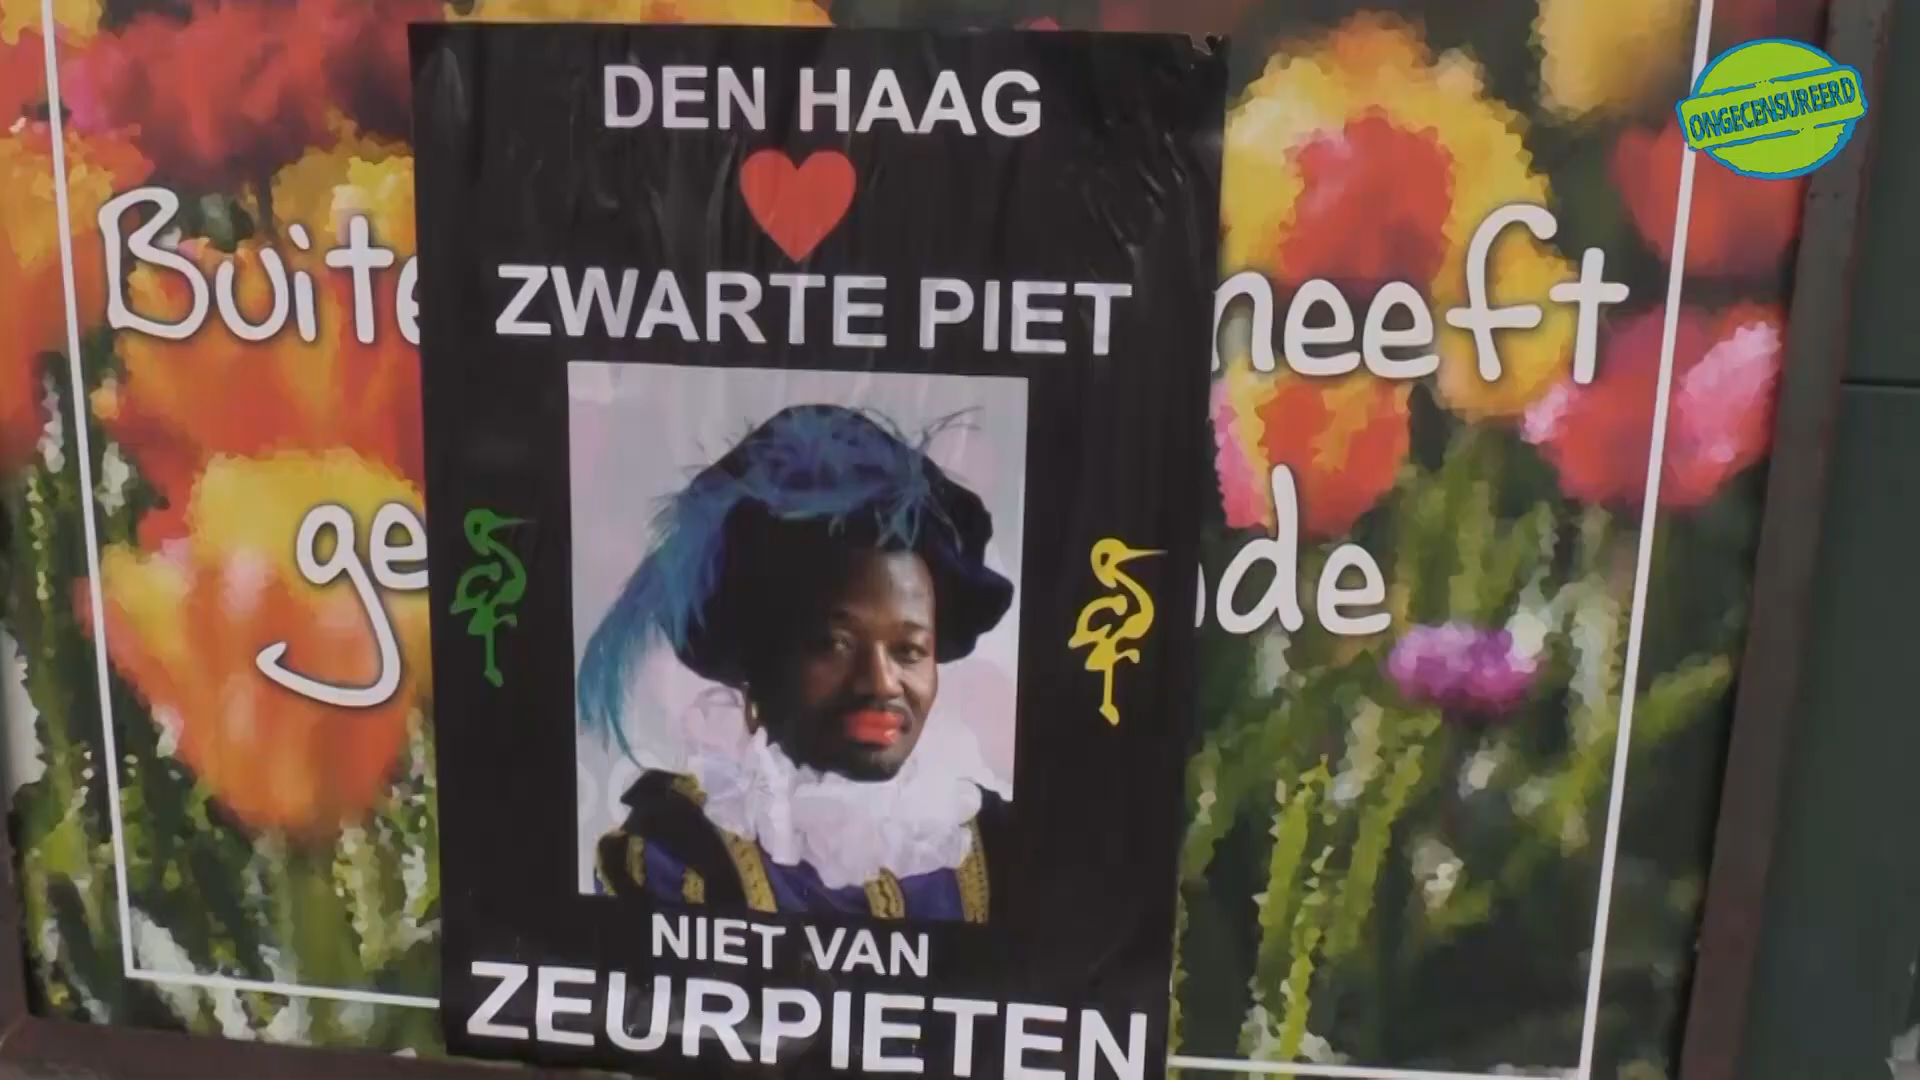 DEN HAAG
ZWARTE PIET
NIET VAN
ZEURPIETEN
Buite
heeft
ge
de
ONGECENSUREERD